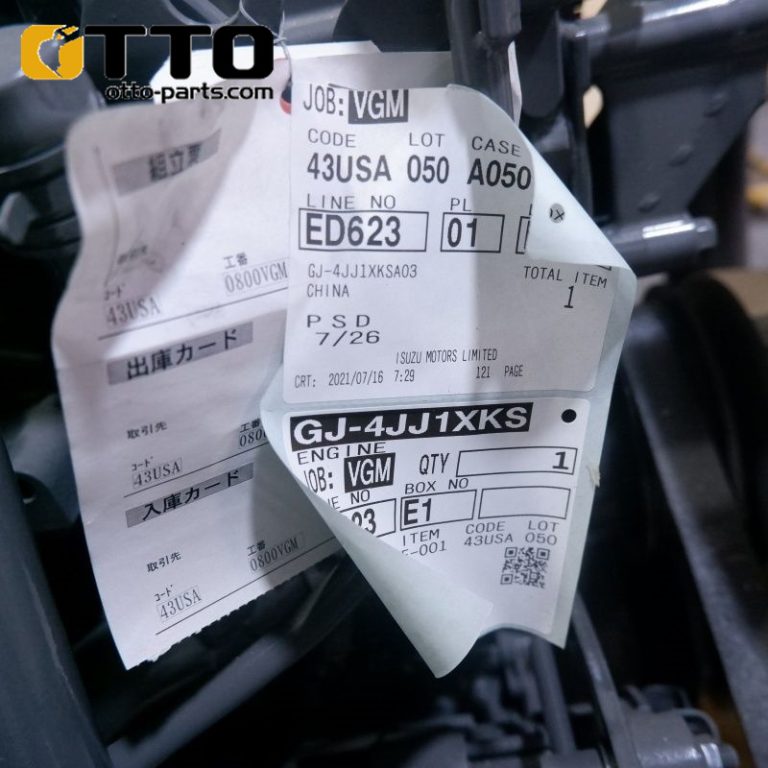 OTTO
otto-parts.com
組立票
工番
コード
0800VGM
43USA
出庫カード
取引先
工番
コード
43USA
入庫カード
取引先
工番
0800VGM
コード
43USA
JOB: VGM
CODE LOT CASE
43USA 050 A050
LINE NO PL
ED623 01
GJ-4JJ1XKSA03 TOTAL ITEM
CHINA 1
PSD
7/26
ISUZU MOTORS LIMITED
CRT: 2021/07/16 7:29 121 PAGE
GJ-4JJ1XKS
ENGINE
JOB: VGM QTY 1
NO BOX NO
E1
ITEM CODE LOT
-001 43USA 050